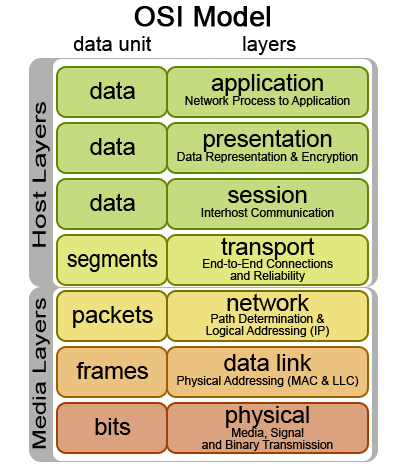 OSI Model
data unit layers
Host Layers
data application
Network Process to Application
data presentation
Data Representation & Encryption
data session
Interhost Communication
segments transport
End-to-End Connections
and Reliability
Media Layers
packets network
Path Determination &
Logical Addressing (IP)
frames data link
Physical Addressing (MAC & LLC)
bits physical
Media, Signal
and Binary Transmission